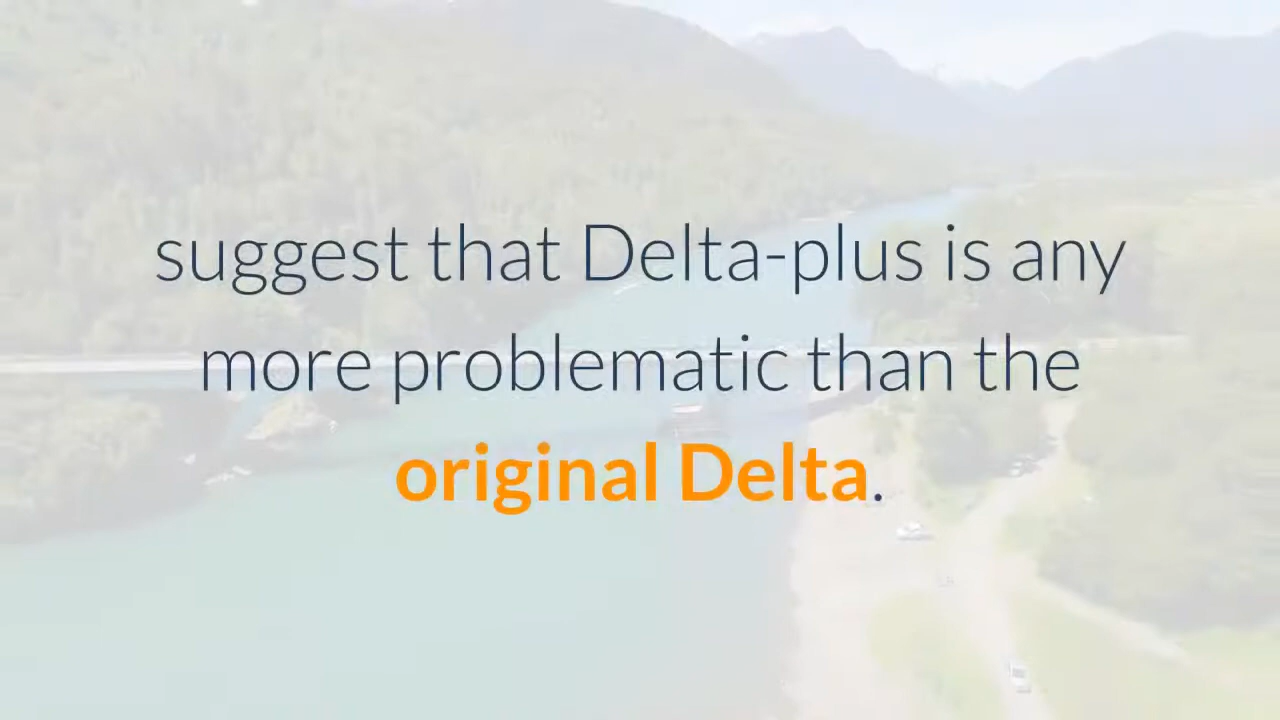 suggest that Delta-plus is any
more problematic than the
original Delta.